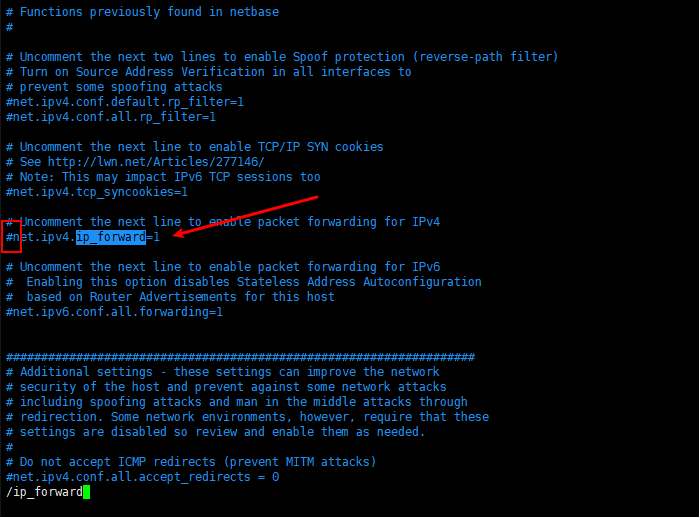 # Functions previously found in netbase
#
# Uncomment the next two lines to enable Spoof protection (reverse-path filter)
# Turn on Source Address Verification in all interfaces to
# prevent some spoofing attacks
#net.ipv4.conf.default.rp_filter=1
#net.ipv4.conf.all.rp_filter=1
# Uncomment the next line to enable TCP/IP SYN cookies
# See http://lwn.net/Articles/277146/
# Note: This may impact IPv6 TCP sessions too
#net.ipv4.tcp_syncookies=1
# Uncomment the next line to enable packet forwarding for IPv4
#net.ipv4.ip_forward=1
# Uncomment the next line to enable packet forwarding for IPv6
#  Enabling this option disables Stateless Address Autoconfiguration
#  based on Router Advertisements for this host
#net.ipv6.conf.all.forwarding=1
###################################################################
# Additional settings - these settings can improve the network
# security of the host and prevent against some network attacks
# including spoofing attacks and man in the middle attacks through
# redirection. Some network environments, however, require that these
# settings are disabled so review and enable them as needed.
#
# Do not accept ICMP redirects (prevent MITM attacks)
#net.ipv4.conf.all.accept_redirects = 0
/ip_forward